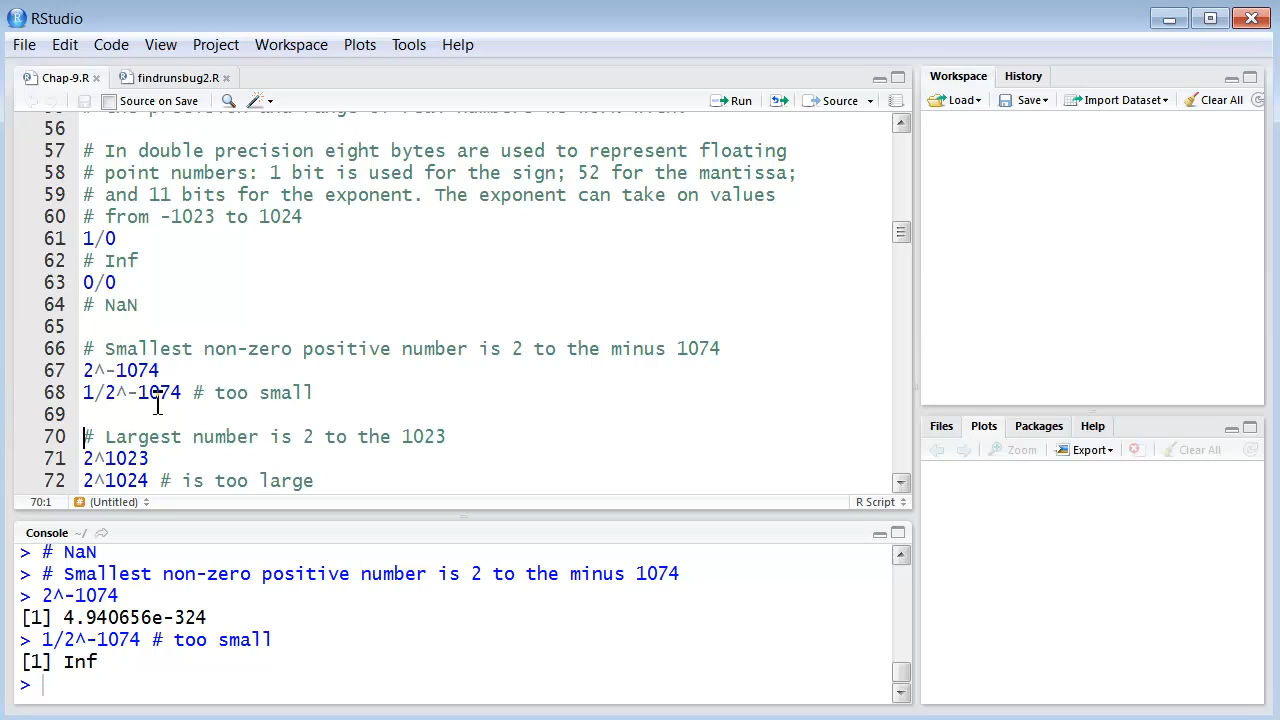 RStudio
File Edit Code View Project Workspace Plots Tools Help
Chap-9.R findrunsbug2.R
Source on Save Run Source
56
57 # In double precision eight bytes are used to represent floating
58 # point numbers: 1 bit is used for the sign; 52 for the mantissa;
59 # and 11 bits for the exponent. The exponent can take on values
60 # from -1023 to 1024
61 1/0
62 # Inf
63 0/0
64 # NaN
65
66 # Smallest non-zero positive number is 2 to the minus 1074
67 2^-1074
68 1/2^-1074 # too small
69
70 # Largest number is 2 to the 1023
71 2^1023
72 2^1024 # is too large
70:1 (Untitled) R Script
Console ~/
> # NaN
> # Smallest non-zero positive number is 2 to the minus 1074
> 2^-1074
[1] 4.940656e-324
> 1/2^-1074 # too small
[1] Inf
>
Workspace History
Load Save Import Dataset Clear All
Files Plots Packages Help
Zoom Export Clear All